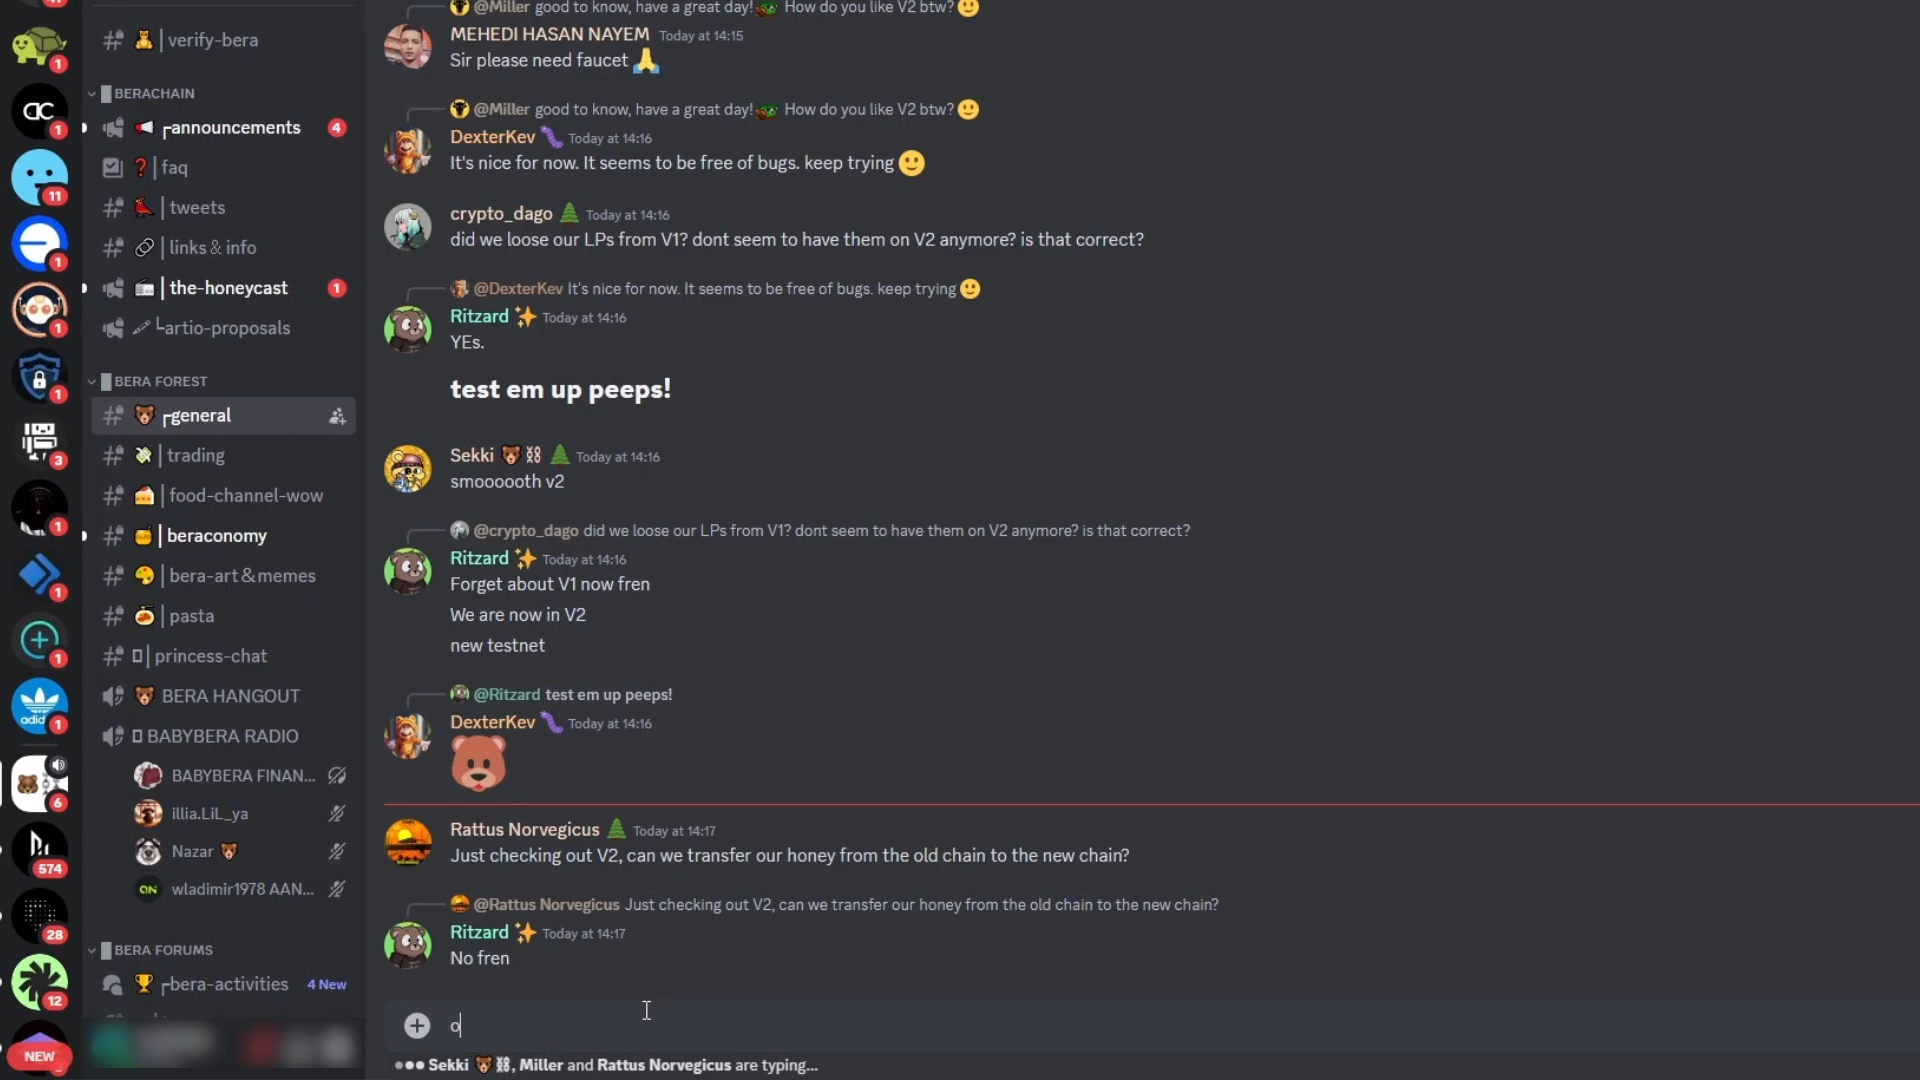 1
verify-bera
BERACHAIN
announcements 4
faq
tweets
links & info
the-honeycast 1
artio-proposals
BERA FOREST
general
trading
food-channel-wow
beraconomy
bera-art&memes
pasta
princess-chat
BERA HANGOUT
BABYBERA RADIO
BABYBERA FINAN...
illia.LiL_ya
Nazar
wladimir1978 AAN...
BERA FORUMS
bera-activities 4 New
1
11
1
1
1
3
1
1
1
adid
1
6
574
28
12
NEW
@Miller good to know, have a great day! How do you like V2 btw?
MEHEDI HASAN NAYEM Today at 14:15
Sir please need faucet
@Miller good to know, have a great day! How do you like V2 btw?
DexterKev Today at 14:16
It's nice for now. It seems to be free of bugs. keep trying
crypto_dago Today at 14:16
did we loose our LPs from V1? dont seem to have them on V2 anymore? is that correct?
@DexterKev It's nice for now. It seems to be free of bugs. keep trying
Ritzard Today at 14:16
YEs.
test em up peeps!
Sekki Today at 14:16
smoooooth v2
@crypto_dago did we loose our LPs from V1? dont seem to have them on V2 anymore? is that correct?
Ritzard Today at 14:16
Forget about V1 now fren
We are now in V2
new testnet
@Ritzard test em up peeps!
DexterKev Today at 14:16
Rattus Norvegicus Today at 14:17
Just checking out V2, can we transfer our honey from the old chain to the new chain?
@Rattus Norvegicus Just checking out V2, can we transfer our honey from the old chain to the new chain?
Ritzard Today at 14:17
No fren
o
Sekki, Miller and Rattus Norvegicus are typing...